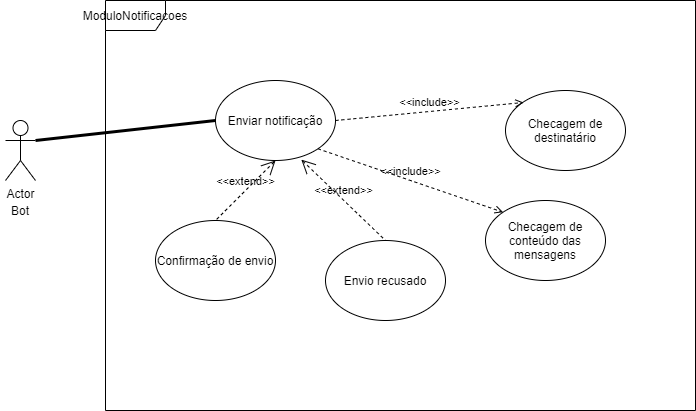 ModuloNotificacoes
<<include>>
Enviar notificação
Checagem de
destinatário
<<include>>
<<extend>>
<<extend>>
Actor
Bot
Checagem de
conteúdo das
mensagens
Confirmação de envio
Envio recusado